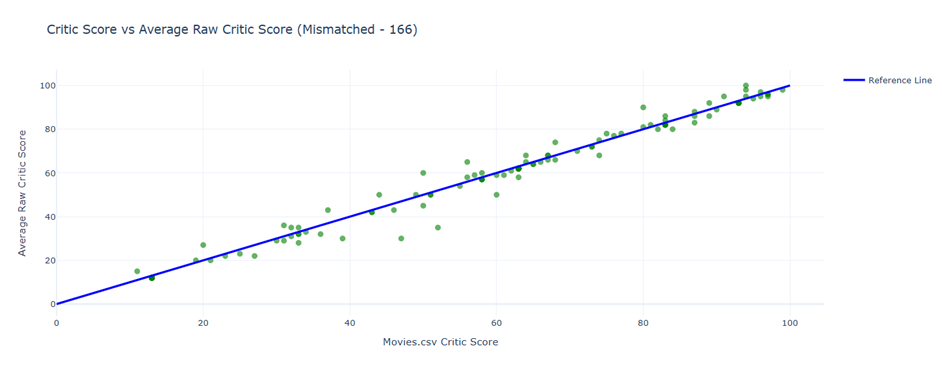 Critic Score vs Average Raw Critic Score (Mismatched - 166)
Reference Line
Average Raw Critic Score
100
80
60
40
20
0
0 20 40 60 80 100
Movies.csv Critic Score